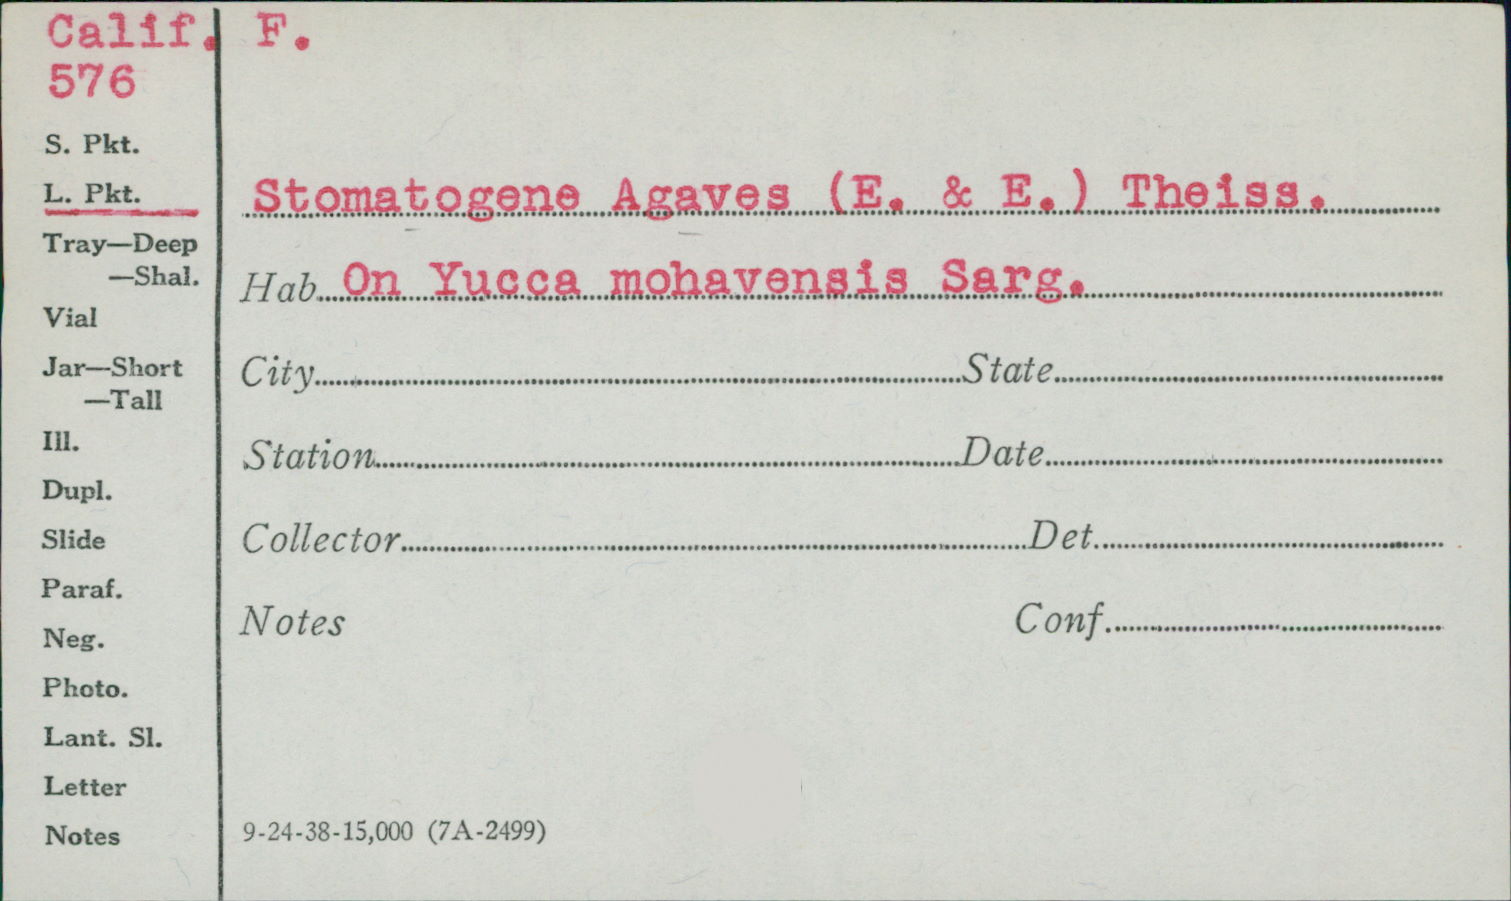 Calif. F.
576
S. Pkt.
L. Pkt.
Tray—Deep
—Shal.
Vial
Jar—Short
—Tall
Ill.
Dupl.
Slide
Paraf.
Neg.
Photo.
Lant. Sl.
Letter
Notes
Stomatogene Agaves (E. & E.) Theiss.
Hab. On Yucca mohavensis Sarg.
City State
Station Date
Collector Det.
Notes Conf.
9-24-38-15,000 (7A-2499)